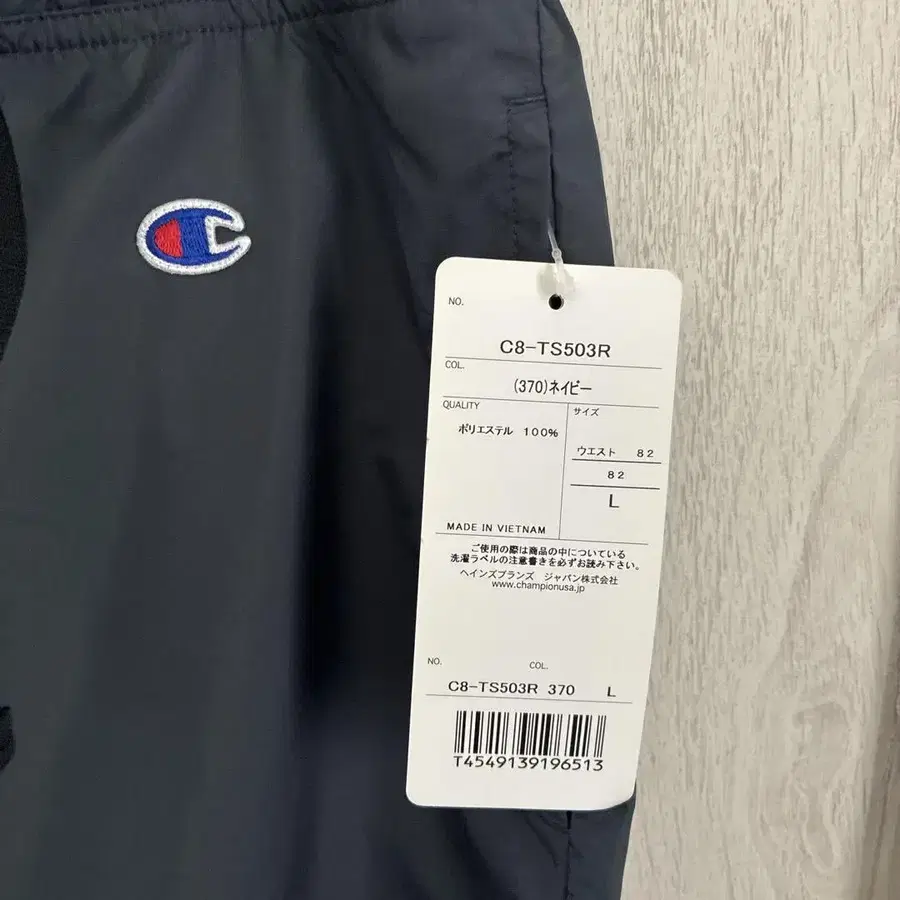 NO.
C8-TS503R
COL.
(370)ネイビー
QUALITY
サイズ
ポリエステル 100%
ウエスト 82
82
L
MADE IN VIETNAM
ご使用の際は商品の中についている
洗濯ラベルの注意書きを必ずお読み下さい。
ヘインズブランズ ジャパン株式会社
www.championusa.jp
NO. COL.
C8-TS503R 370 L
T4549139196513